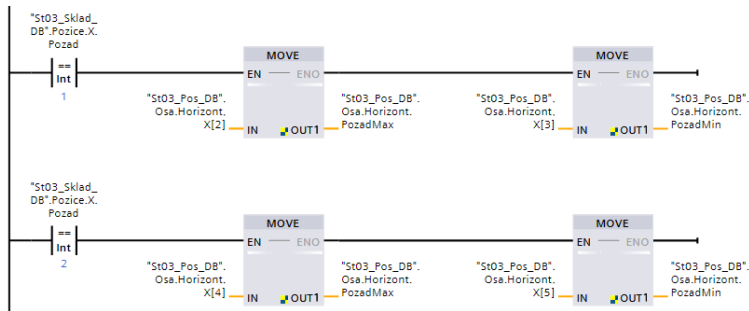 "St03_Sklad_
DB".Pozice.X.
Pozad
==
Int
1
MOVE
EN ENO
"St03_Pos_DB".
Osa.Horizont.
X[2]
IN OUT1
"St03_Pos_DB".
Osa.Horizont.
PozadMax
MOVE
EN ENO
"St03_Pos_DB".
Osa.Horizont.
X[3]
IN OUT1
"St03_Pos_DB".
Osa.Horizont.
PozadMin
"St03_Sklad_
DB".Pozice.X.
Pozad
==
Int
2
MOVE
EN ENO
"St03_Pos_DB".
Osa.Horizont.
X[4]
IN OUT1
"St03_Pos_DB".
Osa.Horizont.
PozadMax
MOVE
EN ENO
"St03_Pos_DB".
Osa.Horizont.
X[5]
IN OUT1
"St03_Pos_DB".
Osa.Horizont.
PozadMin